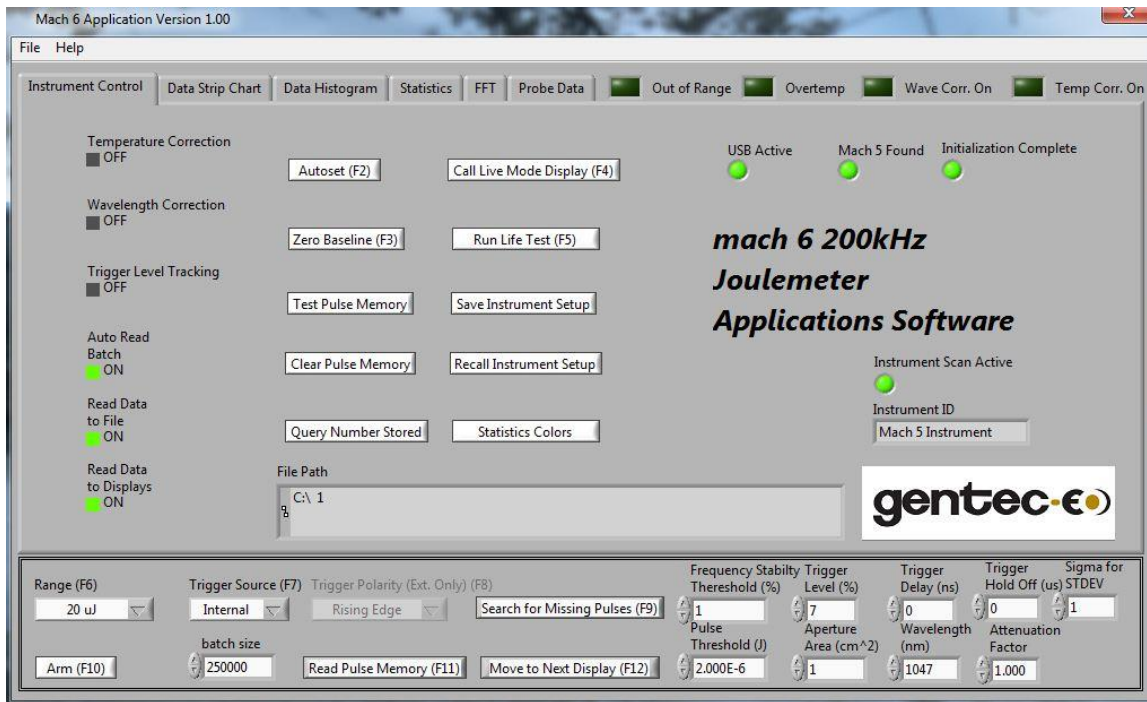 Mach 6 Application Version 1.00
x
File Help
Instrument Control Data Strip Chart Data Histogram Statistics FFT Probe Data Out of Range Overtemp Wave Corr. On Temp Corr. On
Temperature Correction
OFF
Autoset (F2) Call Live Mode Display (F4)
USB Active Mach 5 Found Initialization Complete
Wavelength Correction
OFF
Zero Baseline (F3) Run Life Test (F5)
mach 6 200kHz
Joulemeter
Applications Software
Trigger Level Tracking
OFF
Test Pulse Memory Save Instrument Setup
Auto Read
Batch
ON
Clear Pulse Memory Recall Instrument Setup
Instrument Scan Active
Read Data
to File
ON
Query Number Stored Statistics Colors
Instrument ID
Mach 5 Instrument
Read Data
to Displays
ON
File Path
C:\ 1
gentec-eo
Range (F6)
20 uJ
Trigger Source (F7)
Internal
Trigger Polarity (Ext. Only) (F8)
Rising Edge
Search for Missing Pulses (F9)
Frequency Stabilty
Thereshold (%)
1
Trigger
Level (%)
7
Trigger
Delay (ns)
0
Trigger
Hold Off (us)
0
Sigma for
STDEV
1
Arm (F10)
batch size
250000
Read Pulse Memory (F11) Move to Next Display (F12)
Pulse
Threshold (J)
2.000E-6
Aperture
Area (cm^2)
1
Wavelength
(nm)
1047
Attenuation
Factor
1.000